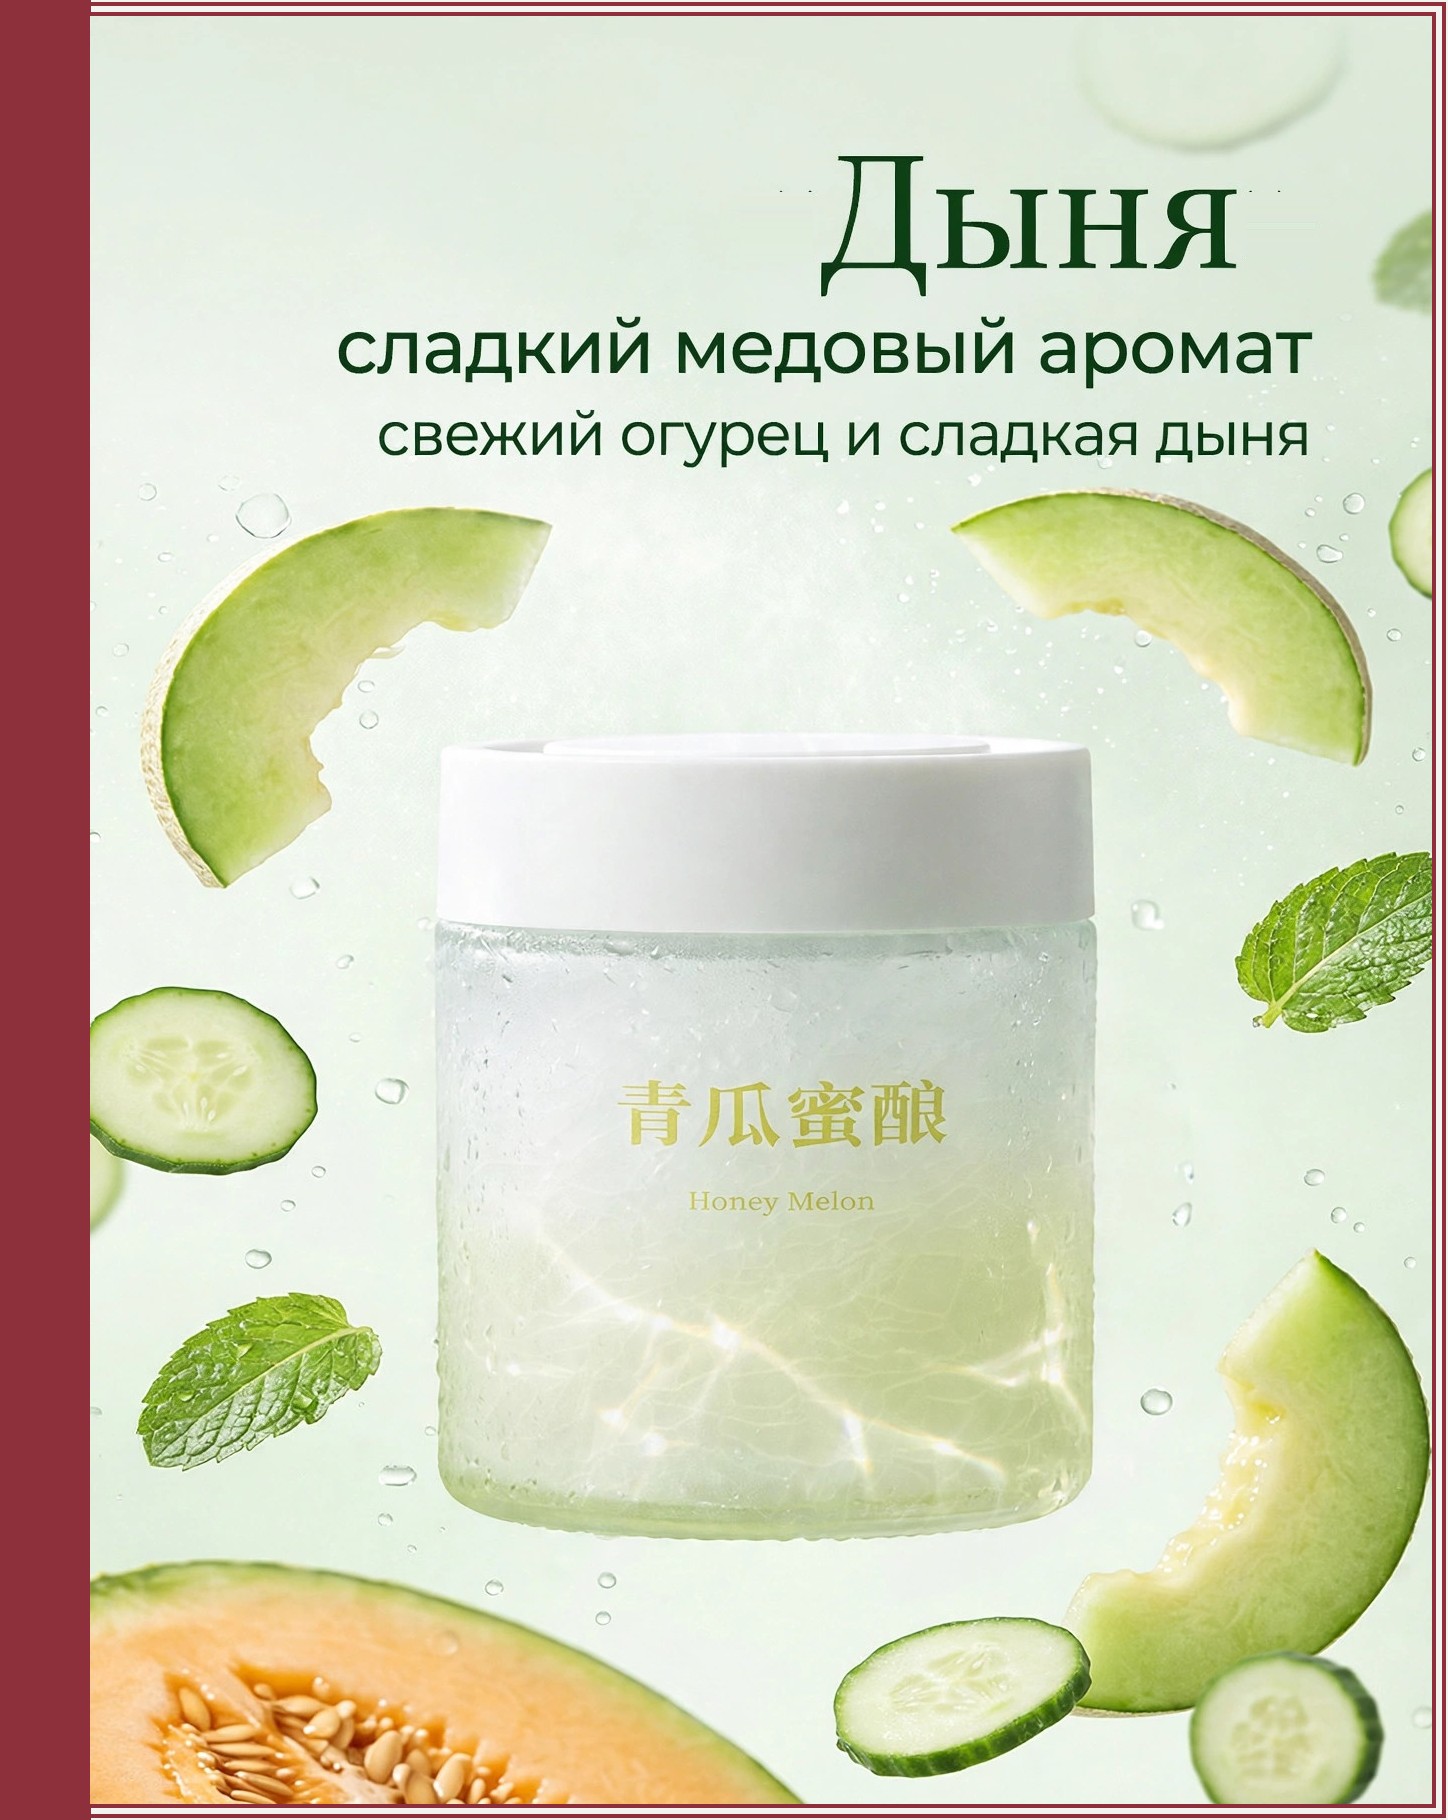 Дыня
сладкий медовый аромат
свежий огурец и сладкая дыня
青瓜蜜酿
Honey Melon